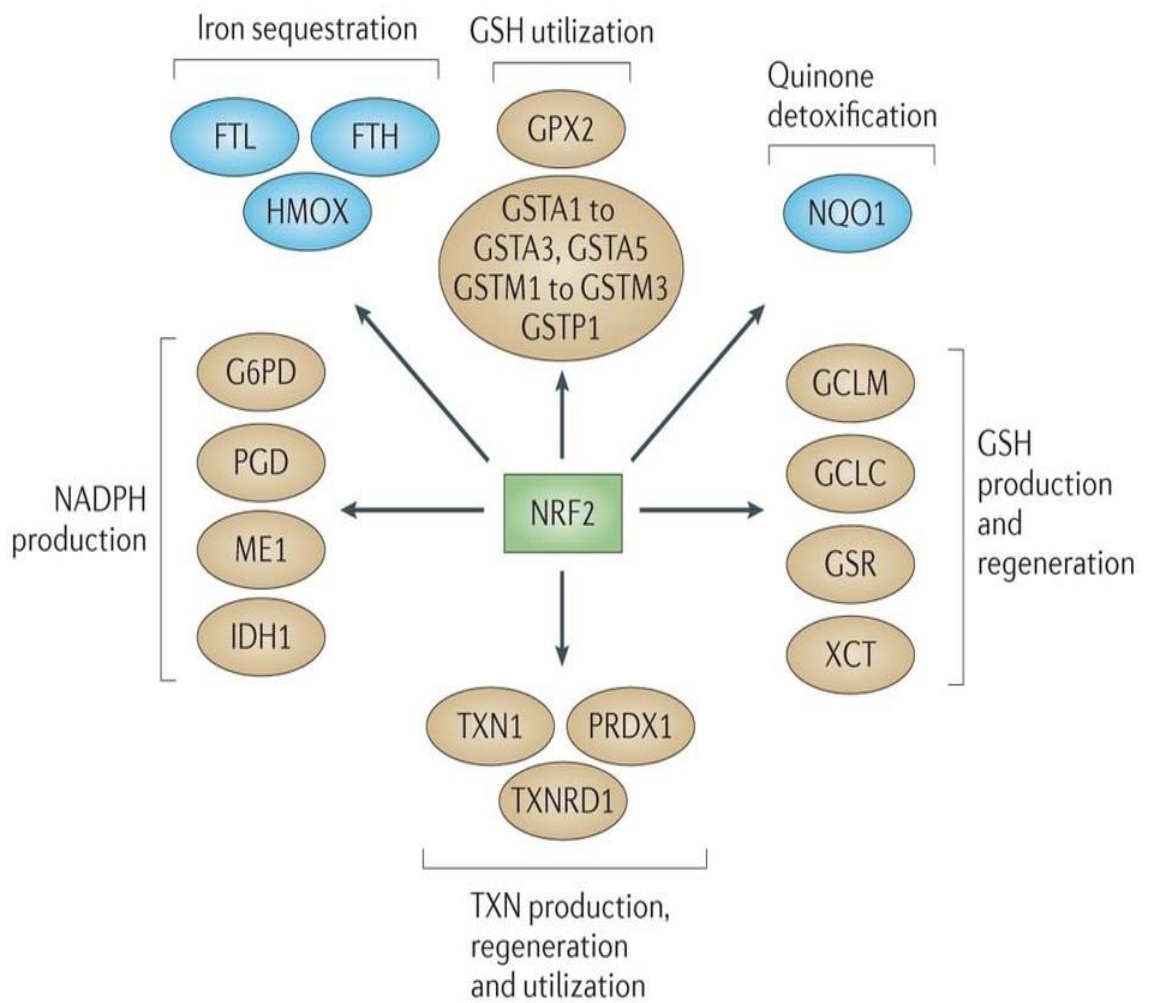 Iron sequestration
FTL
FTH
HMOX
GSH utilization
GPX2
GSTA1 to
GSTA3, GSTA5
GSTM1 to GSTM3
GSTP1
Quinone
detoxification
NQO1
NADPH
production
G6PD
PGD
ME1
IDH1
NRF2
GCLM
GCLC
GSR
XCT
GSH
production
and
regeneration
TXN1
PRDX1
TXNRD1
TXN production,
regeneration
and utilization